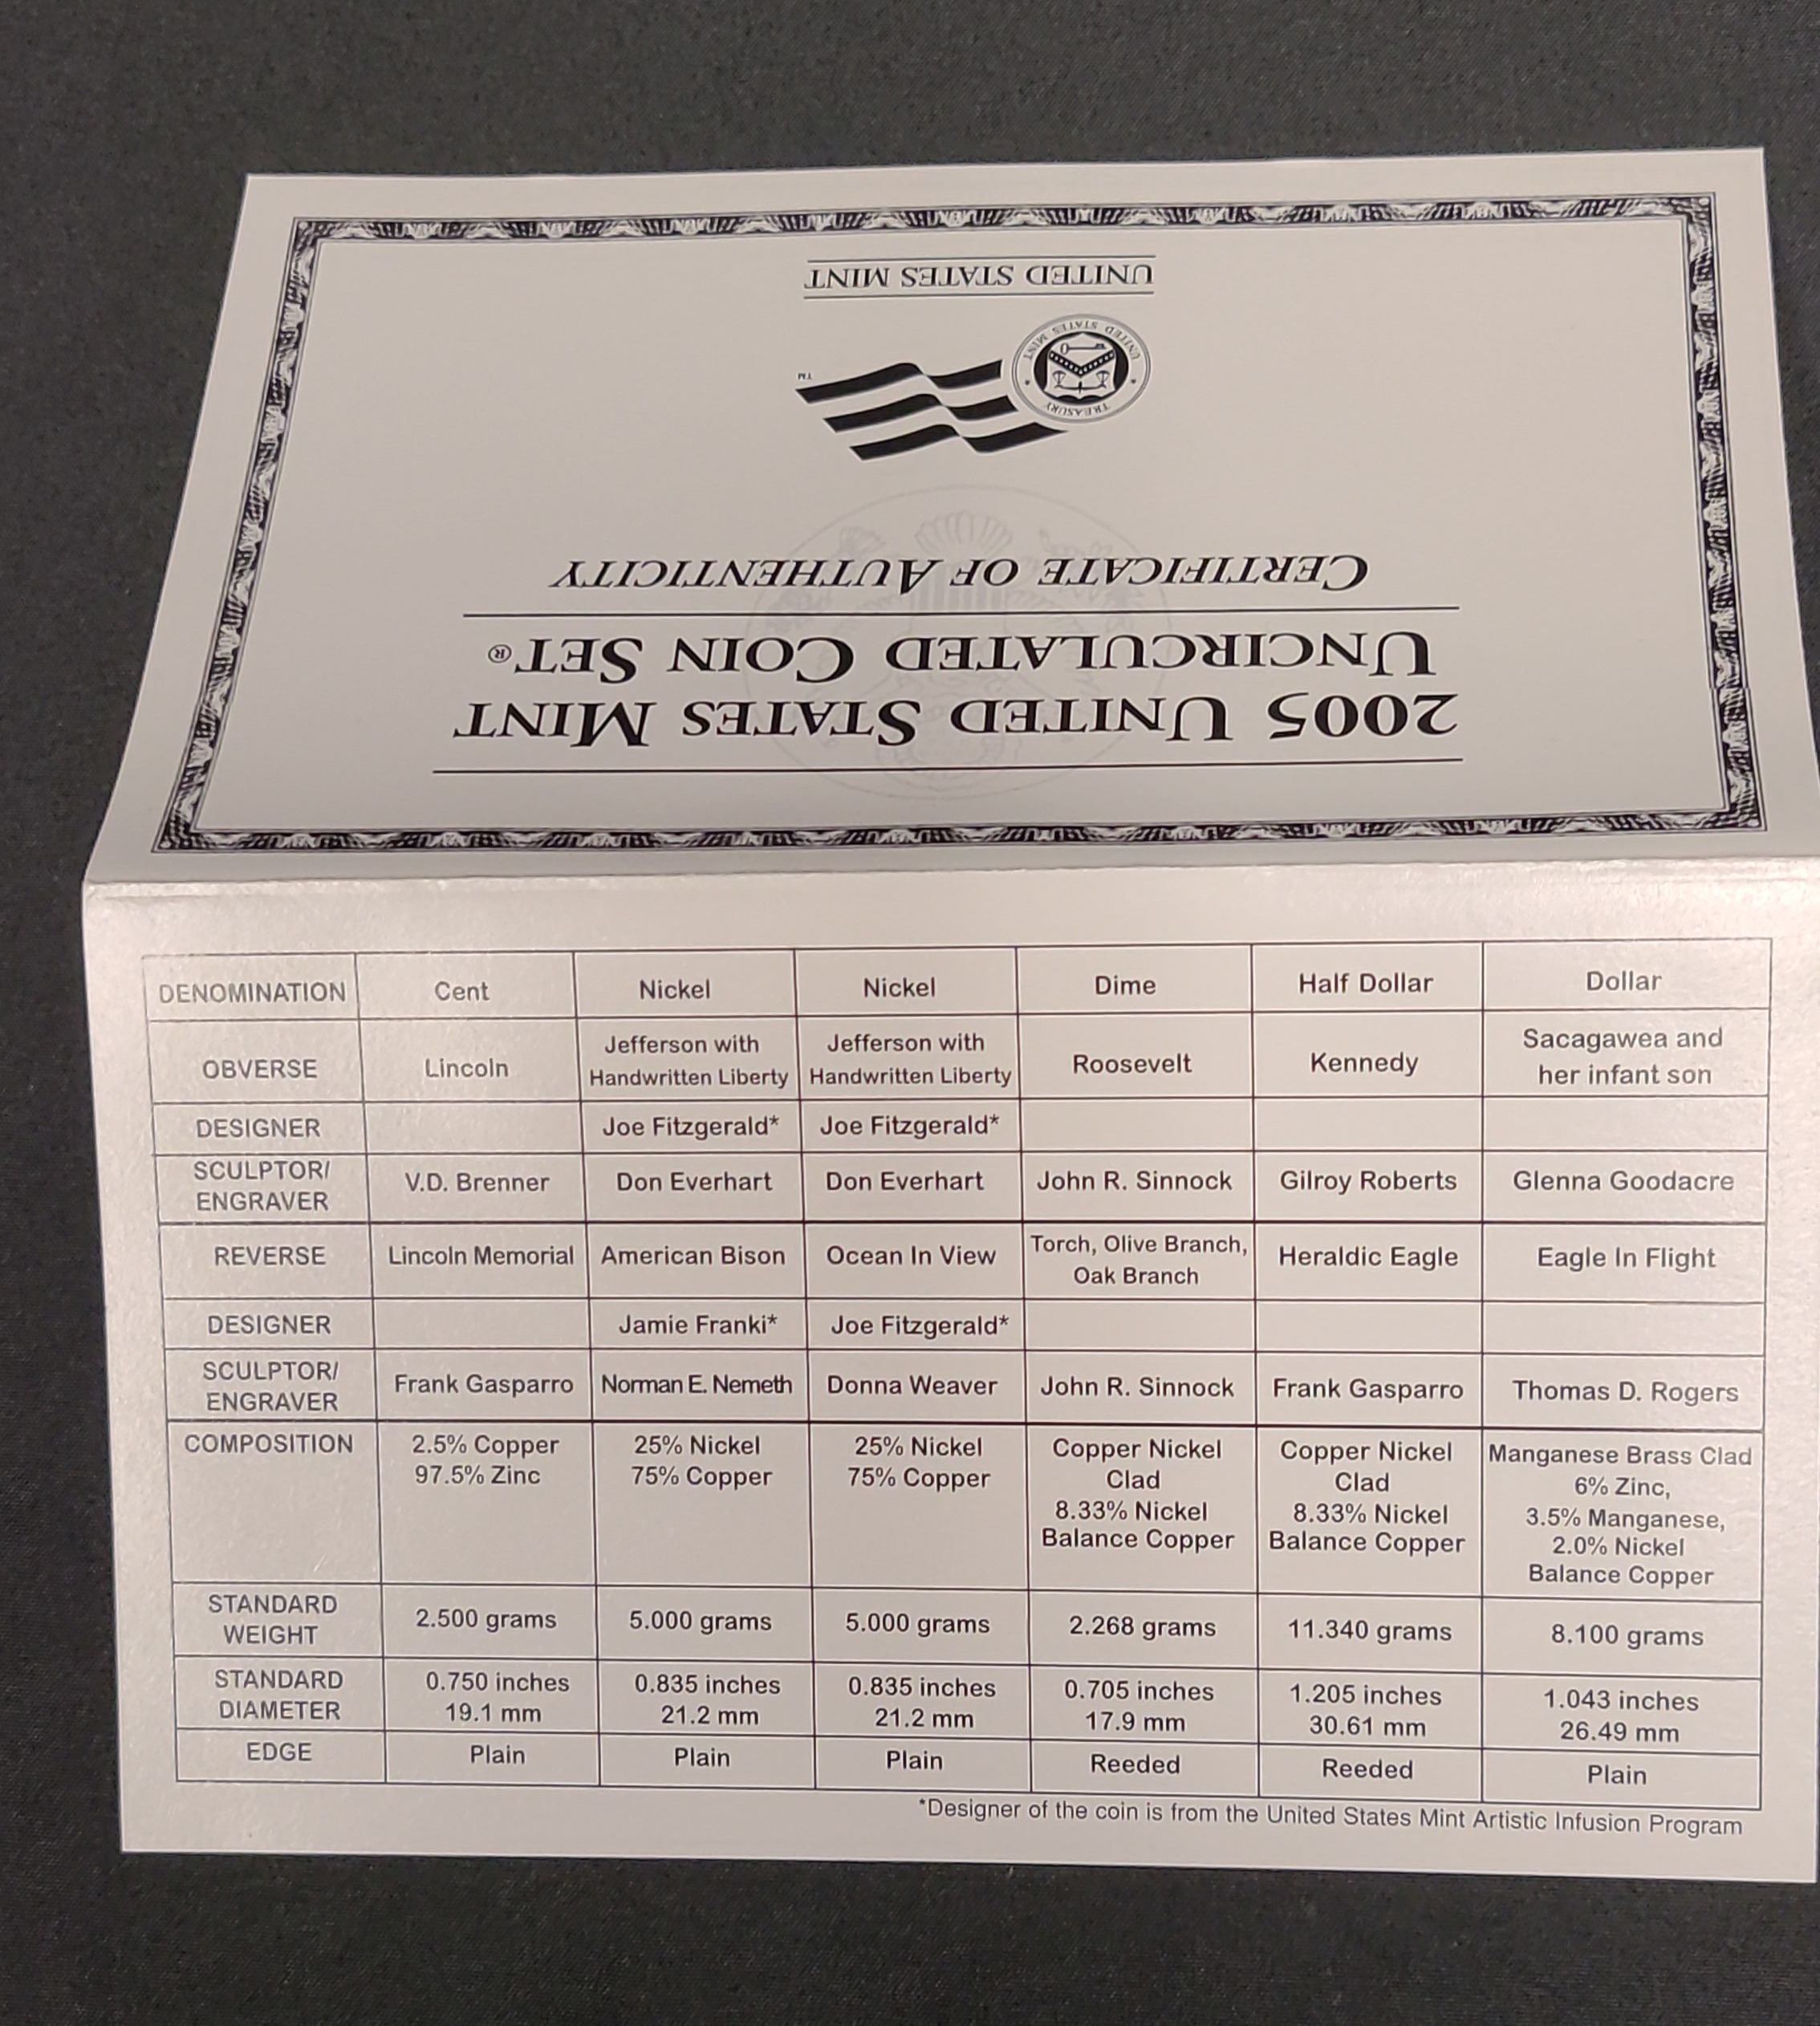 UNITED STATES MINT
UNITED STATES MINT
TREASURY
TM
CERTIFICATE OF AUTHENTICITY
UNCIRCULATED COIN SET®
2005 UNITED STATES MINT
DENOMINATION Cent Nickel Nickel Dime Half Dollar Dollar
OBVERSE Lincoln Jefferson with Handwritten Liberty Jefferson with Handwritten Liberty Roosevelt Kennedy Sacagawea and her infant son
DESIGNER Joe Fitzgerald* Joe Fitzgerald*
SCULPTOR/ENGRAVER V.D. Brenner Don Everhart Don Everhart John R. Sinnock Gilroy Roberts Glenna Goodacre
REVERSE Lincoln Memorial American Bison Ocean In View Torch, Olive Branch, Oak Branch Heraldic Eagle Eagle In Flight
DESIGNER Jamie Franki* Joe Fitzgerald*
SCULPTOR/ENGRAVER Frank Gasparro Norman E. Nemeth Donna Weaver John R. Sinnock Frank Gasparro Thomas D. Rogers
COMPOSITION 2.5% Copper 97.5% Zinc 25% Nickel 75% Copper 25% Nickel 75% Copper Copper Nickel Clad 8.33% Nickel Balance Copper Copper Nickel Clad 8.33% Nickel Balance Copper Manganese Brass Clad 6% Zinc, 3.5% Manganese, 2.0% Nickel Balance Copper
STANDARD WEIGHT 2.500 grams 5.000 grams 5.000 grams 2.268 grams 11.340 grams 8.100 grams
STANDARD DIAMETER 0.750 inches 19.1 mm 0.835 inches 21.2 mm 0.835 inches 21.2 mm 0.705 inches 17.9 mm 1.205 inches 30.61 mm 1.043 inches 26.49 mm
EDGE Plain Plain Plain Reeded Reeded Plain
*Designer of the coin is from the United States Mint Artistic Infusion Program